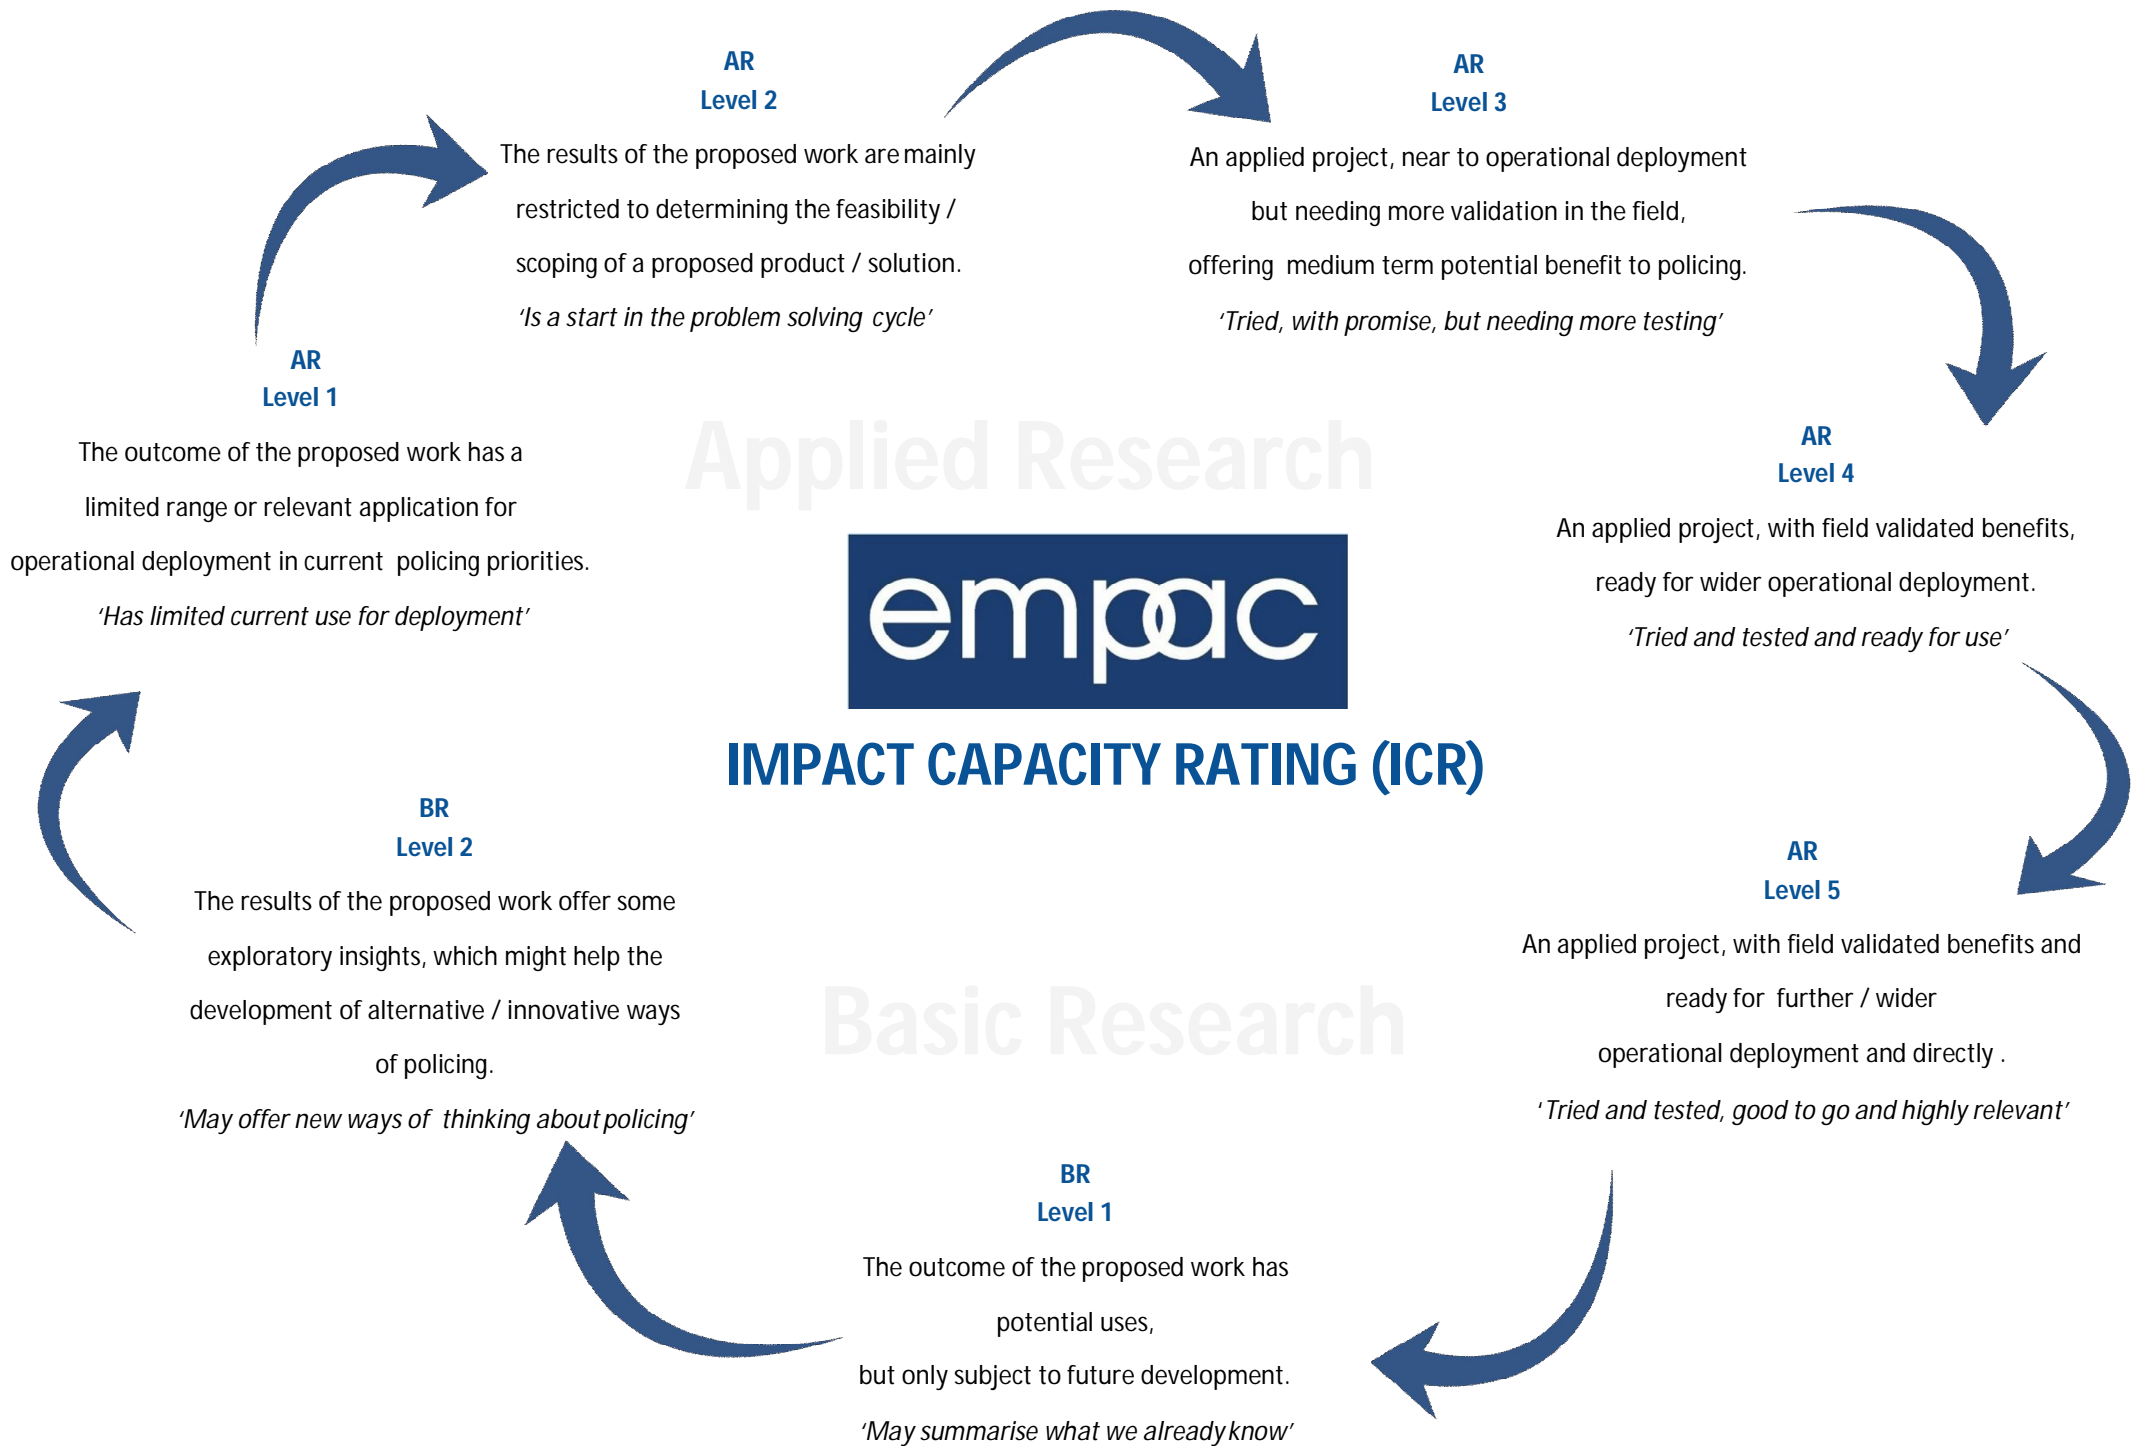 AR
Level 2
The results of the proposed work are mainly
restricted to determining the feasibility /
scoping of a proposed product / solution.
‘Is a start in the problem solving cycle’
AR
Level 3
An applied project, near to operational deployment
but needing more validation in the field,
offering medium term potential benefit to policing.
‘Tried, with promise, but needing more testing’
AR
Level 1
The outcome of the proposed work has a
limited range or relevant application for
operational deployment in current policing priorities.
‘Has limited current use for deployment’
Applied Research
AR
Level 4
An applied project, with field validated benefits,
ready for wider operational deployment.
‘Tried and tested and ready for use’
empac
IMPACT CAPACITY RATING (ICR)
BR
Level 2
The results of the proposed work offer some
exploratory insights, which might help the
development of alternative / innovative ways
of policing.
‘May offer new ways of thinking about policing’
Basic Research
AR
Level 5
An applied project, with field validated benefits and
ready for further / wider
operational deployment and directly .
‘Tried and tested, good to go and highly relevant’
BR
Level 1
The outcome of the proposed work has
potential uses,
but only subject to future development.
‘May summarise what we already know’